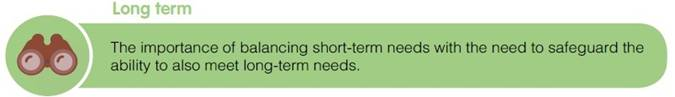 Long term
The importance of balancing short-term needs with the need to safeguard the
ability to also meet long-term needs.